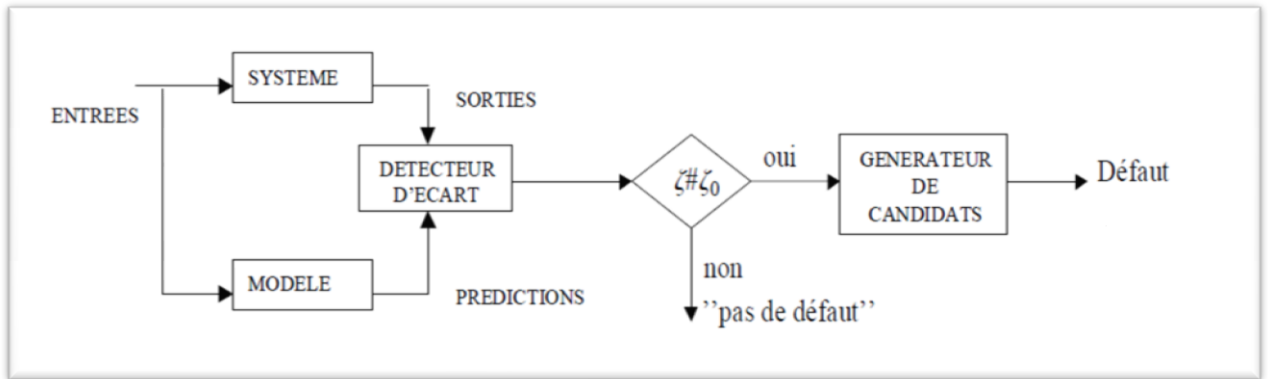 SYSTEME
ENTREES
SORTIES
DETECTEUR
D'ECART
ζ#ζ0
oui
GENERATEUR
DE
CANDIDATS
Défaut
MODELE
PREDICTIONS
non
’’pas de défaut’’